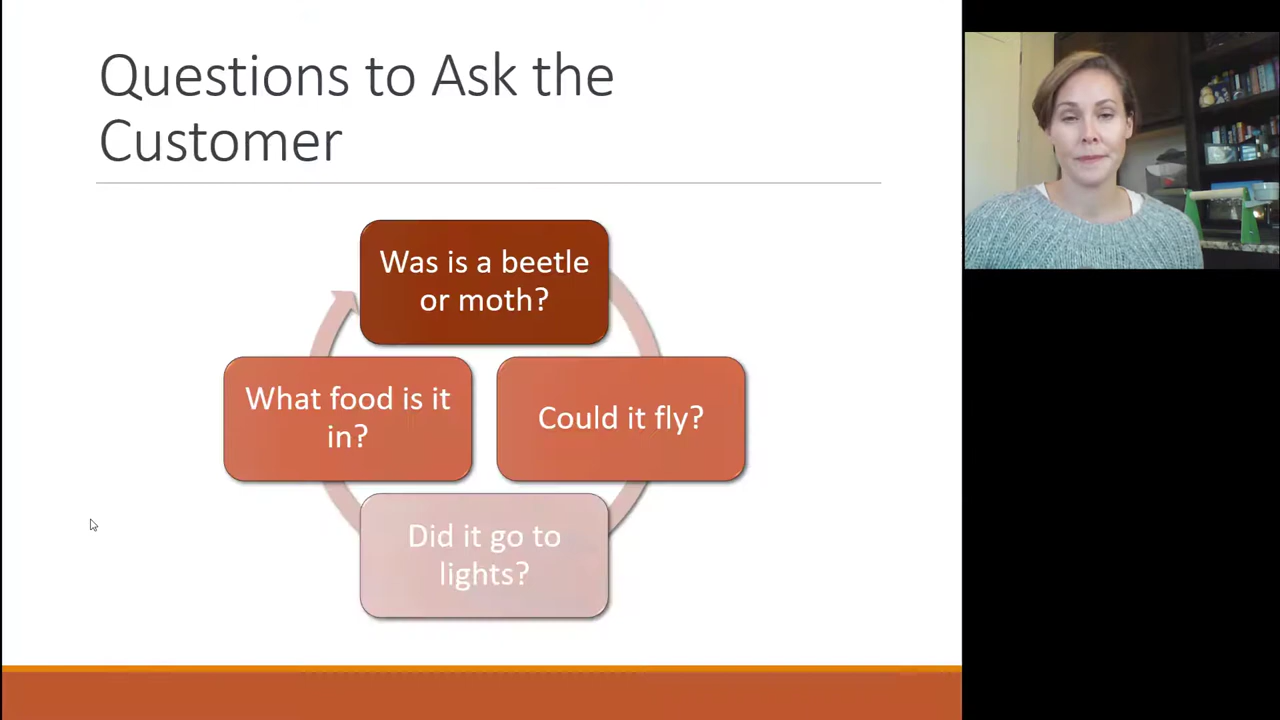 Questions to Ask the
Customer
Was is a beetle
or moth?
What food is it
in?
Could it fly?
Did it go to
lights?